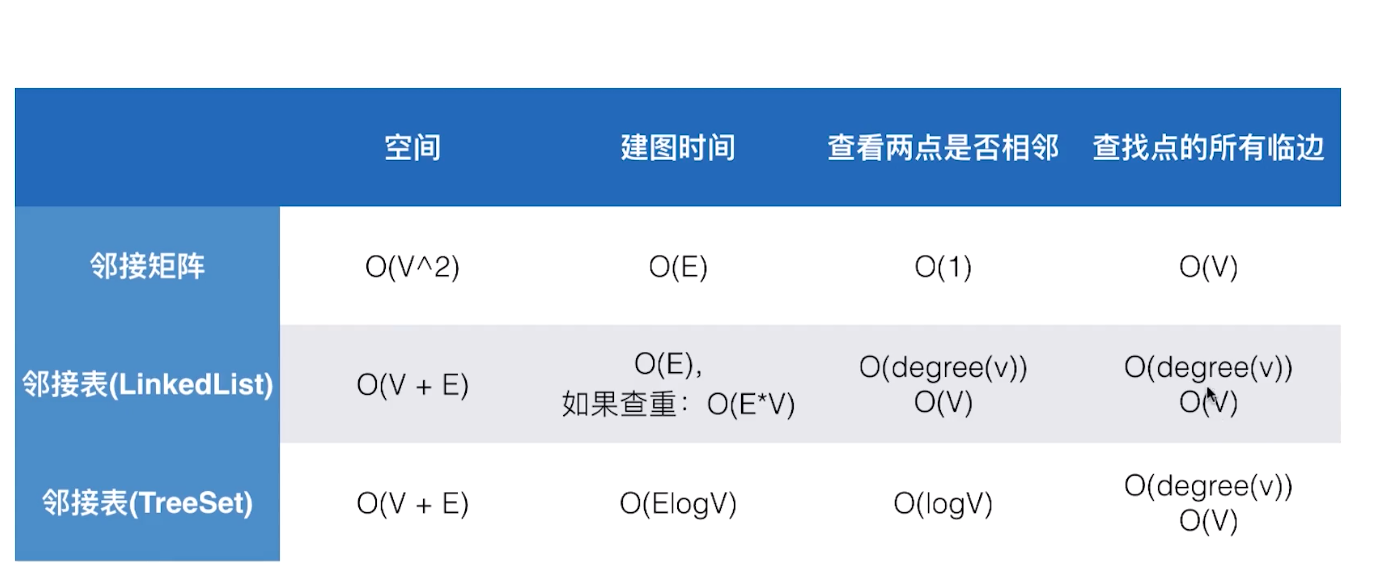 空间 建图时间 查看两点是否相邻 查找点的所有临边
邻接矩阵 O(V^2) O(E) O(1) O(V)
邻接表(LinkedList) O(V + E) O(E), 如果查重：O(E*V) O(degree(v)) O(V) O(degree(v)) O(V)
邻接表(TreeSet) O(V + E) O(ElogV) O(logV) O(degree(v)) O(V)